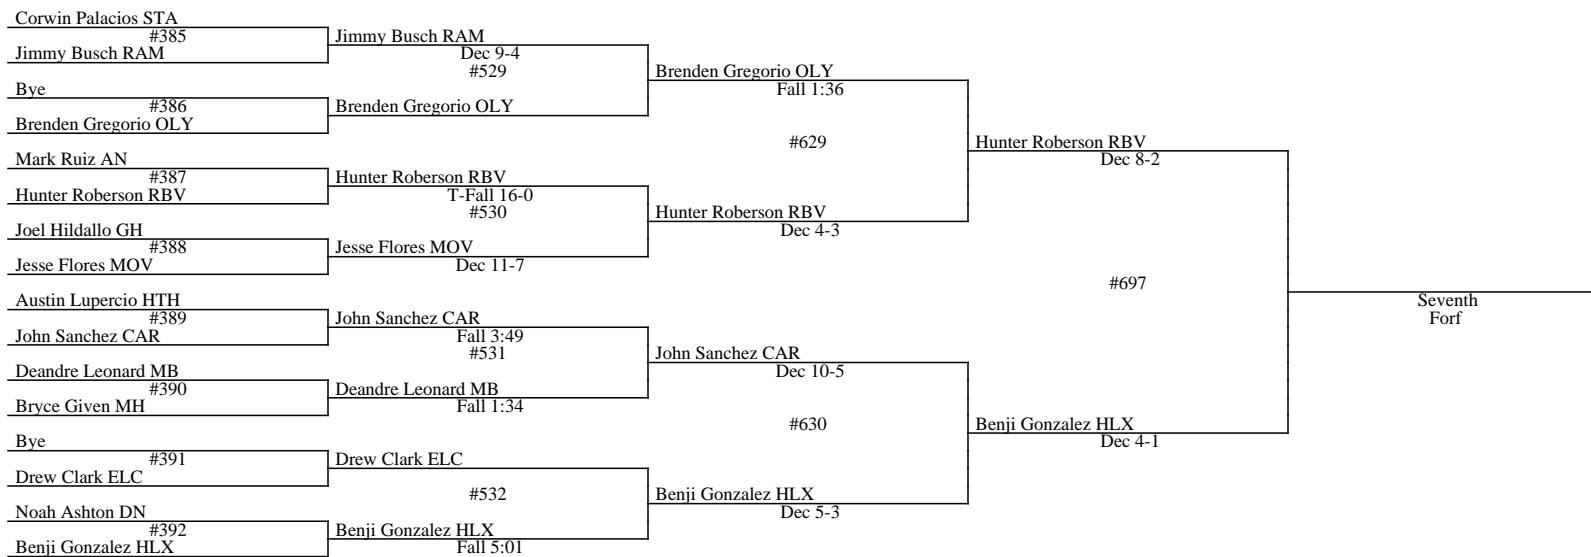 Corwin Palacios STA
#385
Jimmy Busch RAM
Bye
#386
Brenden Gregorio OLY
Mark Ruiz AN
#387
Hunter Roberson RBV
Joel Hildallo GH
#388
Jesse Flores MOV
Austin Lupercio HTH
#389
John Sanchez CAR
Deandre Leonard MB
#390
Bryce Given MH
Bye
#391
Drew Clark ELC
Noah Ashton DN
#392
Benji Gonzalez HLX
Jimmy Busch RAM
Dec 9-4
#529
Brenden Gregorio OLY
Hunter Roberson RBV
T-Fall 16-0
#530
Jesse Flores MOV
Dec 11-7
John Sanchez CAR
Fall 3:49
#531
Deandre Leonard MB
Fall 1:34
Drew Clark ELC
#532
Benji Gonzalez HLX
Fall 5:01
Brenden Gregorio OLY
Fall 1:36
#629
Hunter Roberson RBV
Dec 4-3
John Sanchez CAR
Dec 10-5
#630
Benji Gonzalez HLX
Dec 5-3
Hunter Roberson RBV
Dec 8-2
#697
Benji Gonzalez HLX
Dec 4-1
Seventh
Forf